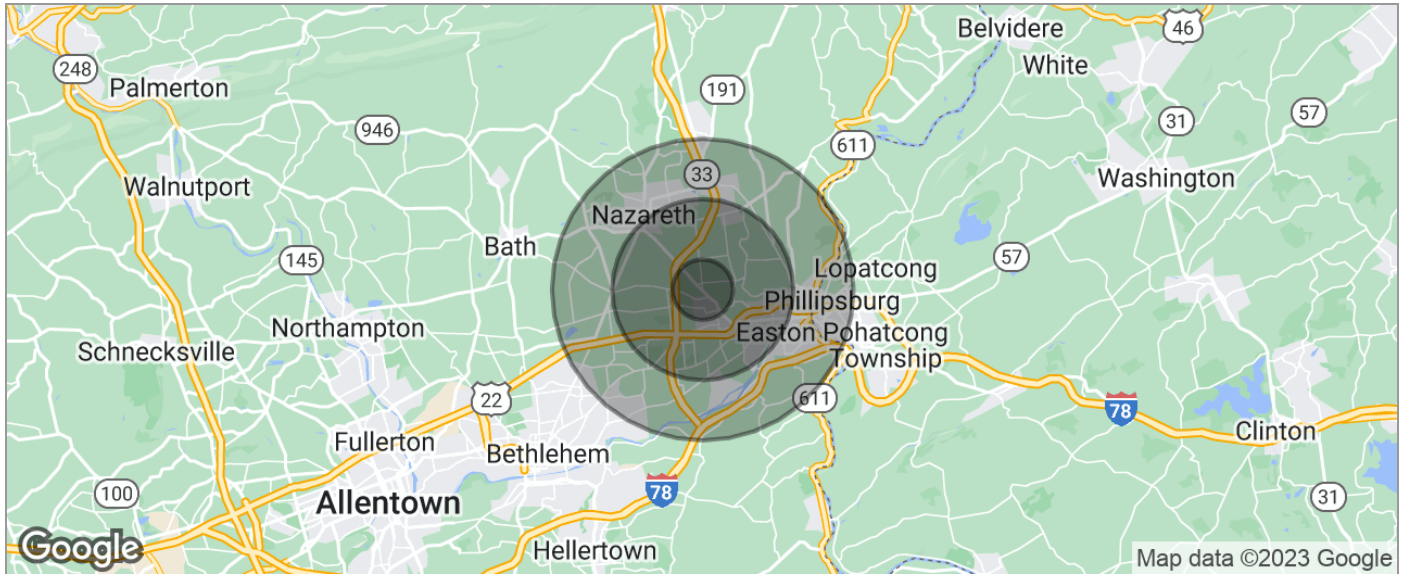 Belvidere
46
White
248
Palmerton
191
57
946
31
611
33
Washington
Walnutport
Nazareth
Bath
145
57
Lopatcong
Phillipsburg
Northampton
Easton Pohatcong
Schnecksville
Township
22
611
78
Fullerton
Clinton
Bethlehem
100
78
31
Allentown
Google
Hellertown
Map data ©2023 Google